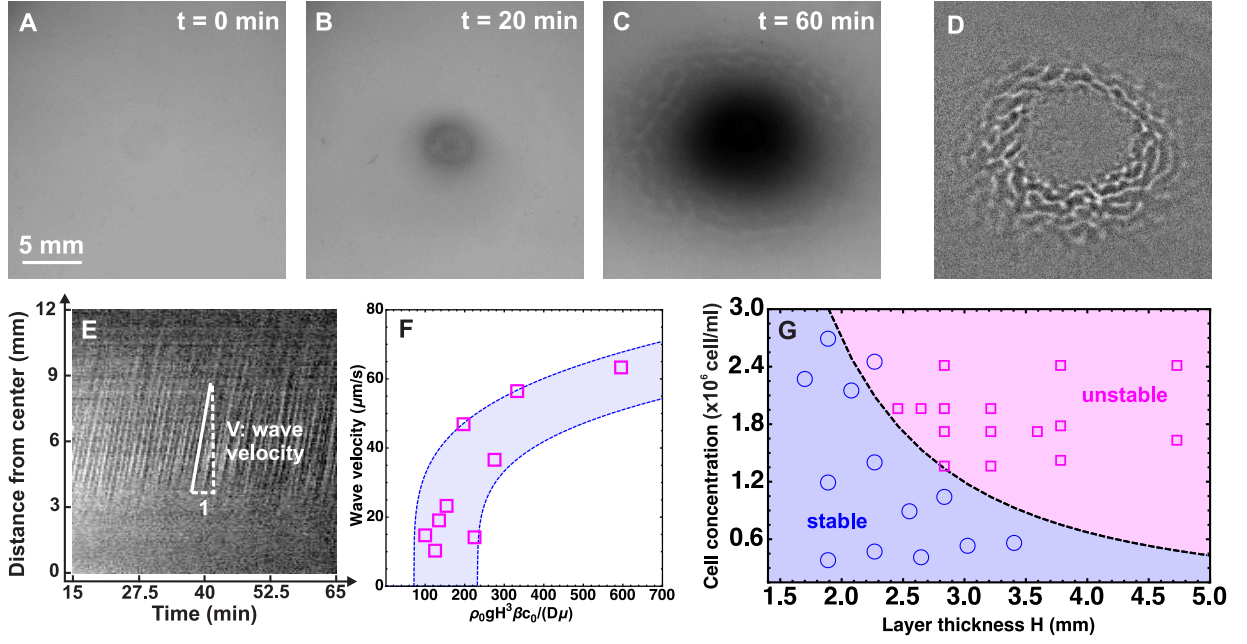 A
t = 0 min
5 mm
B
t = 20 min
C
t = 60 min
D
E
Distance from center (mm)
12
9
6
3
0
V: wave
velocity
1
15
27.5
40
52.5
65
Time (min)
F
Wave velocity (μm/s)
80
60
40
20
0
100
200
300
400
500
600
700
ρ₀gH³βc₀/(Dμ)
G
Cell concentration (x10⁶ cell/ml)
3.0
2.4
1.8
1.2
0.6
unstable
stable
1.5
2.0
2.5
3.0
3.5
4.0
4.5
5.0
Layer thickness H (mm)